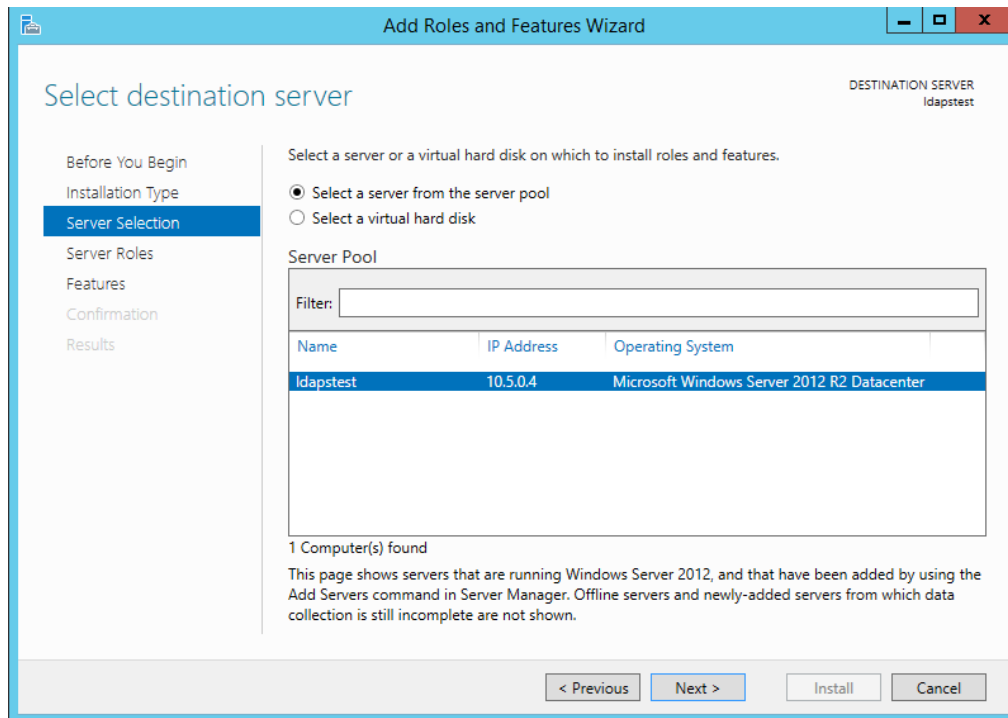 Add Roles and Features Wizard
Select destination server
DESTINATION SERVER
ldapstest
Before You Begin
Installation Type
Server Selection
Server Roles
Features
Confirmation
Results
Select a server or a virtual hard disk on which to install roles and features.
Select a server from the server pool
Select a virtual hard disk
Server Pool
Filter:
Name IP Address Operating System
ldapstest 10.5.0.4 Microsoft Windows Server 2012 R2 Datacenter
1 Computer(s) found
This page shows servers that are running Windows Server 2012, and that have been added by using the
Add Servers command in Server Manager. Offline servers and newly-added servers from which data
collection is still incomplete are not shown.
< Previous Next > Install Cancel